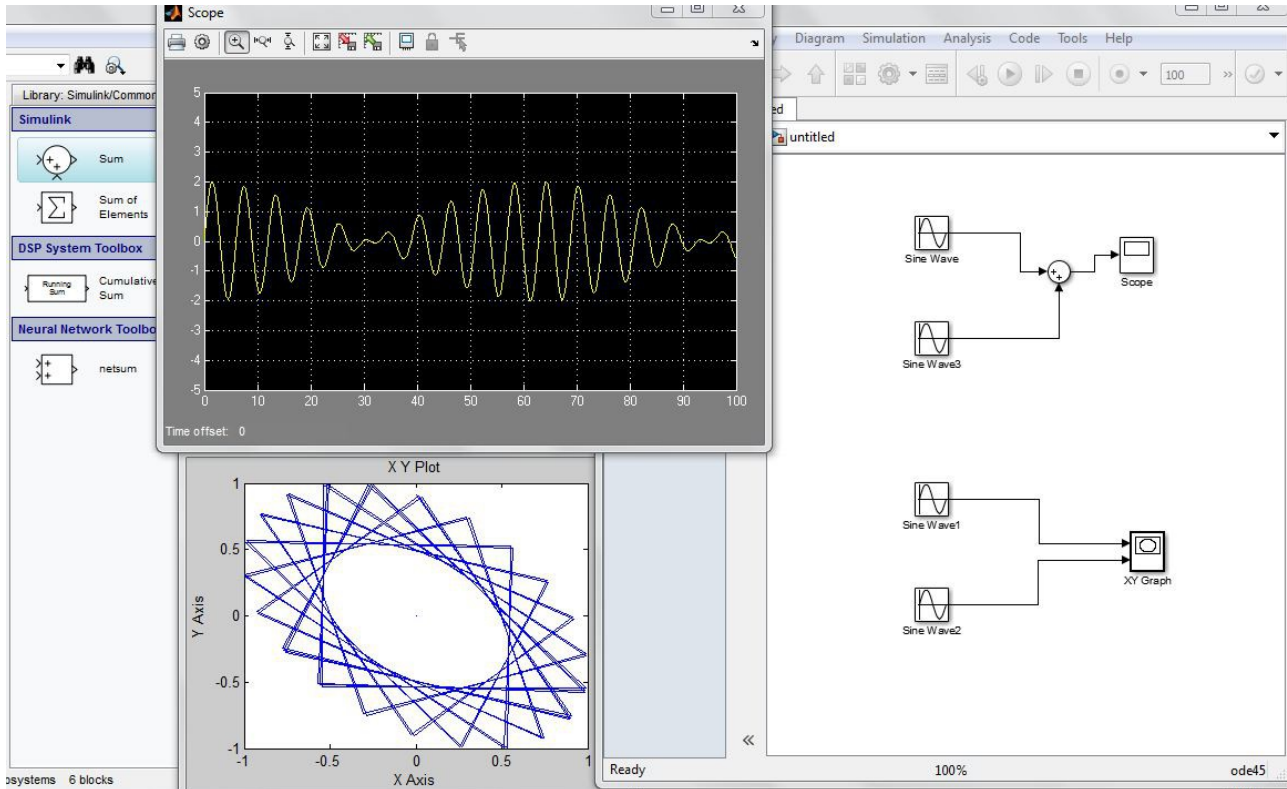 Scope
Diagram Simulation Analysis Code Tools Help
100
Library: Simulink/Common
Simulink
Sum
Sum of
Elements
DSP System Toolbox
Running
Sum
Cumulative
Sum
Neural Network Toolbo
netsum
5
4
3
2
1
0
-1
-2
-3
-4
-5
0 10 20 30 40 50 60 70 80 90 100
Time offset: 0
untitled
Sine Wave
Scope
Sine Wave3
Sine Wave1
XY Graph
Sine Wave2
X Y Plot
1
0.5
0
-0.5
-1
-1 -0.5 0 0.5 1
Y Axis
X Axis
osystems 6 blocks
Ready 100% ode45